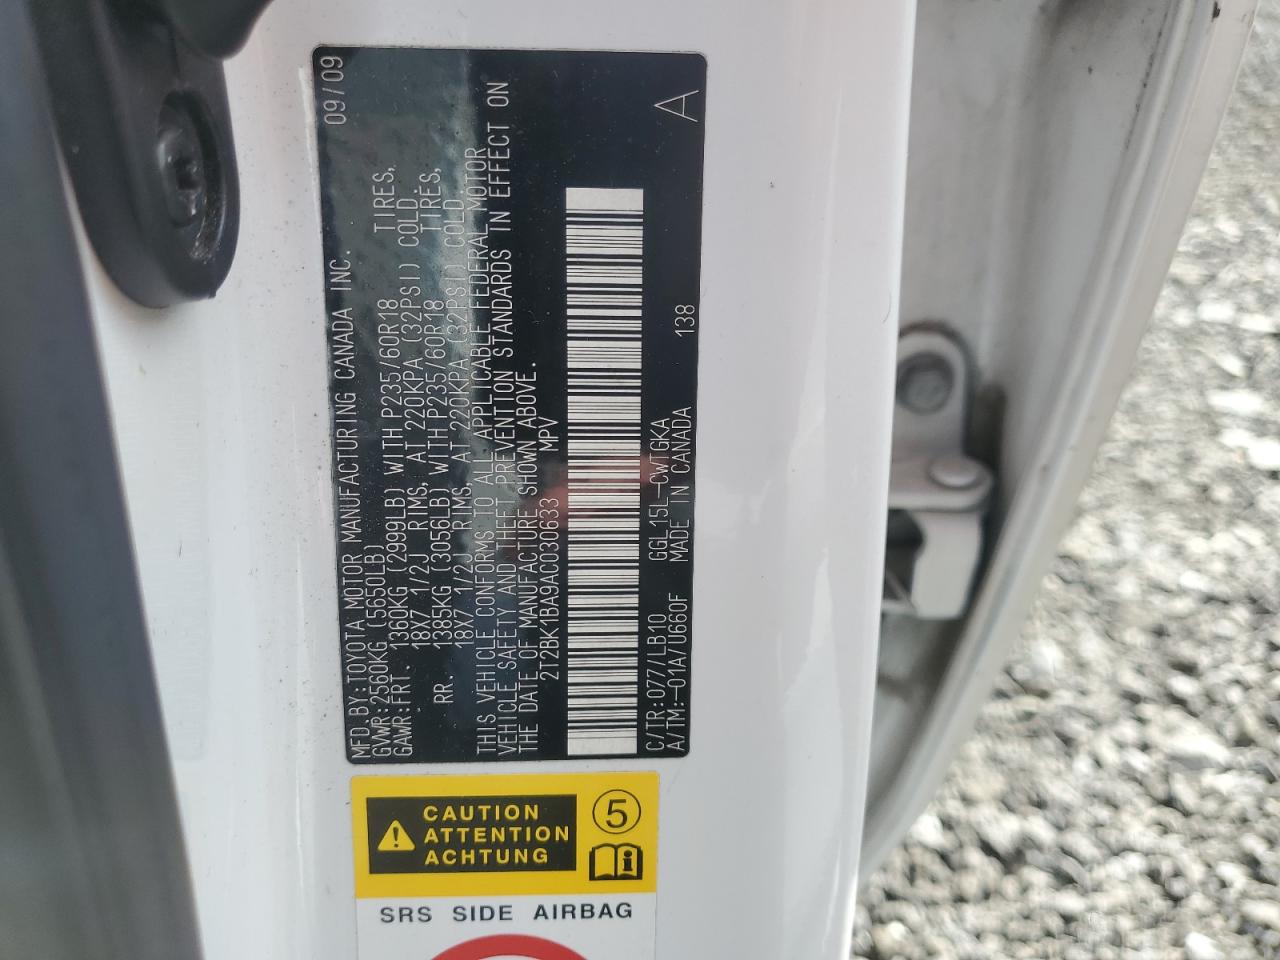 MFD.BY:TOYOTA MOTOR MANUFACTURING CANADA INC. 09/09
GVWR:2560KG (5650LB)
GAWR:FRT. 1360KG (2999LB) WITH P235/60R18 TIRES,
18X7 1/2J RIMS, AT 220KPA (32PSI) COLD.
RR. 1385KG (3056LB) WITH P235/60R18 TIRES,
18X7 1/2J RIMS, AT 220KPA (32PSI) COLD.
THIS VEHICLE CONFORMS TO ALL APPLICABLE FEDERAL MOTOR
VEHICLE SAFETY AND THEFT PREVENTION STANDARDS IN EFFECT ON
THE DATE OF MANUFACTURE SHOWN ABOVE.
2T2BK1BA9AC030633 MPV
C/TR:077/LB10 GGL15L-CWTGKA 138 A
A/TM:-01A/U660F MADE IN CANADA
CAUTION
ATTENTION
ACHTUNG
5
SRS SIDE AIRBAG